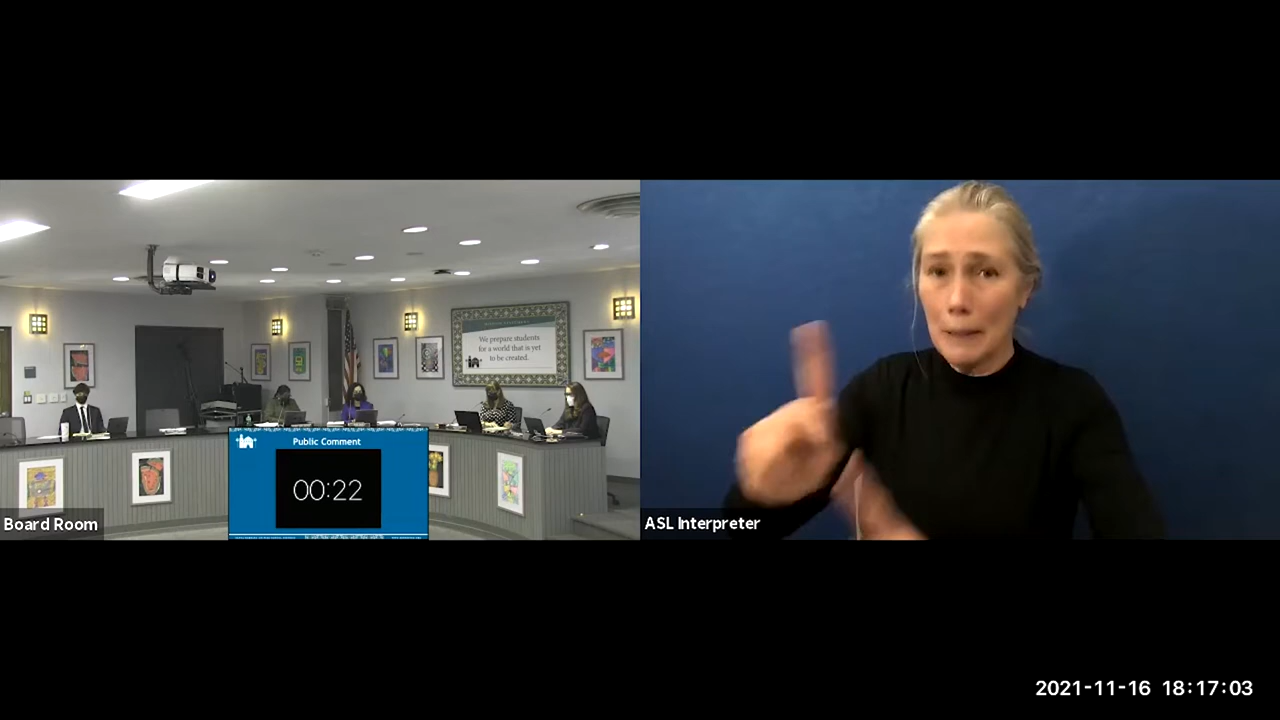 We prepare students
for a world that is yet
to be created.
Public Comment
00:22
Board Room
ASL Interpreter
2021-11-16 18:17:03